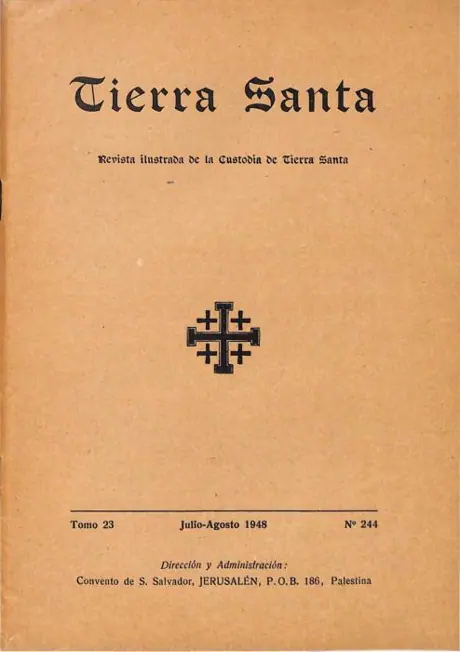 Tierra Santa
Revista ilustrada de la Custodia de Tierra Santa
Tomo 23 Julio-Agosto 1948 Nº 244
Dirección y Administración:
Convento de S. Salvador, JERUSALÉN, P.O.B. 186, Palestina